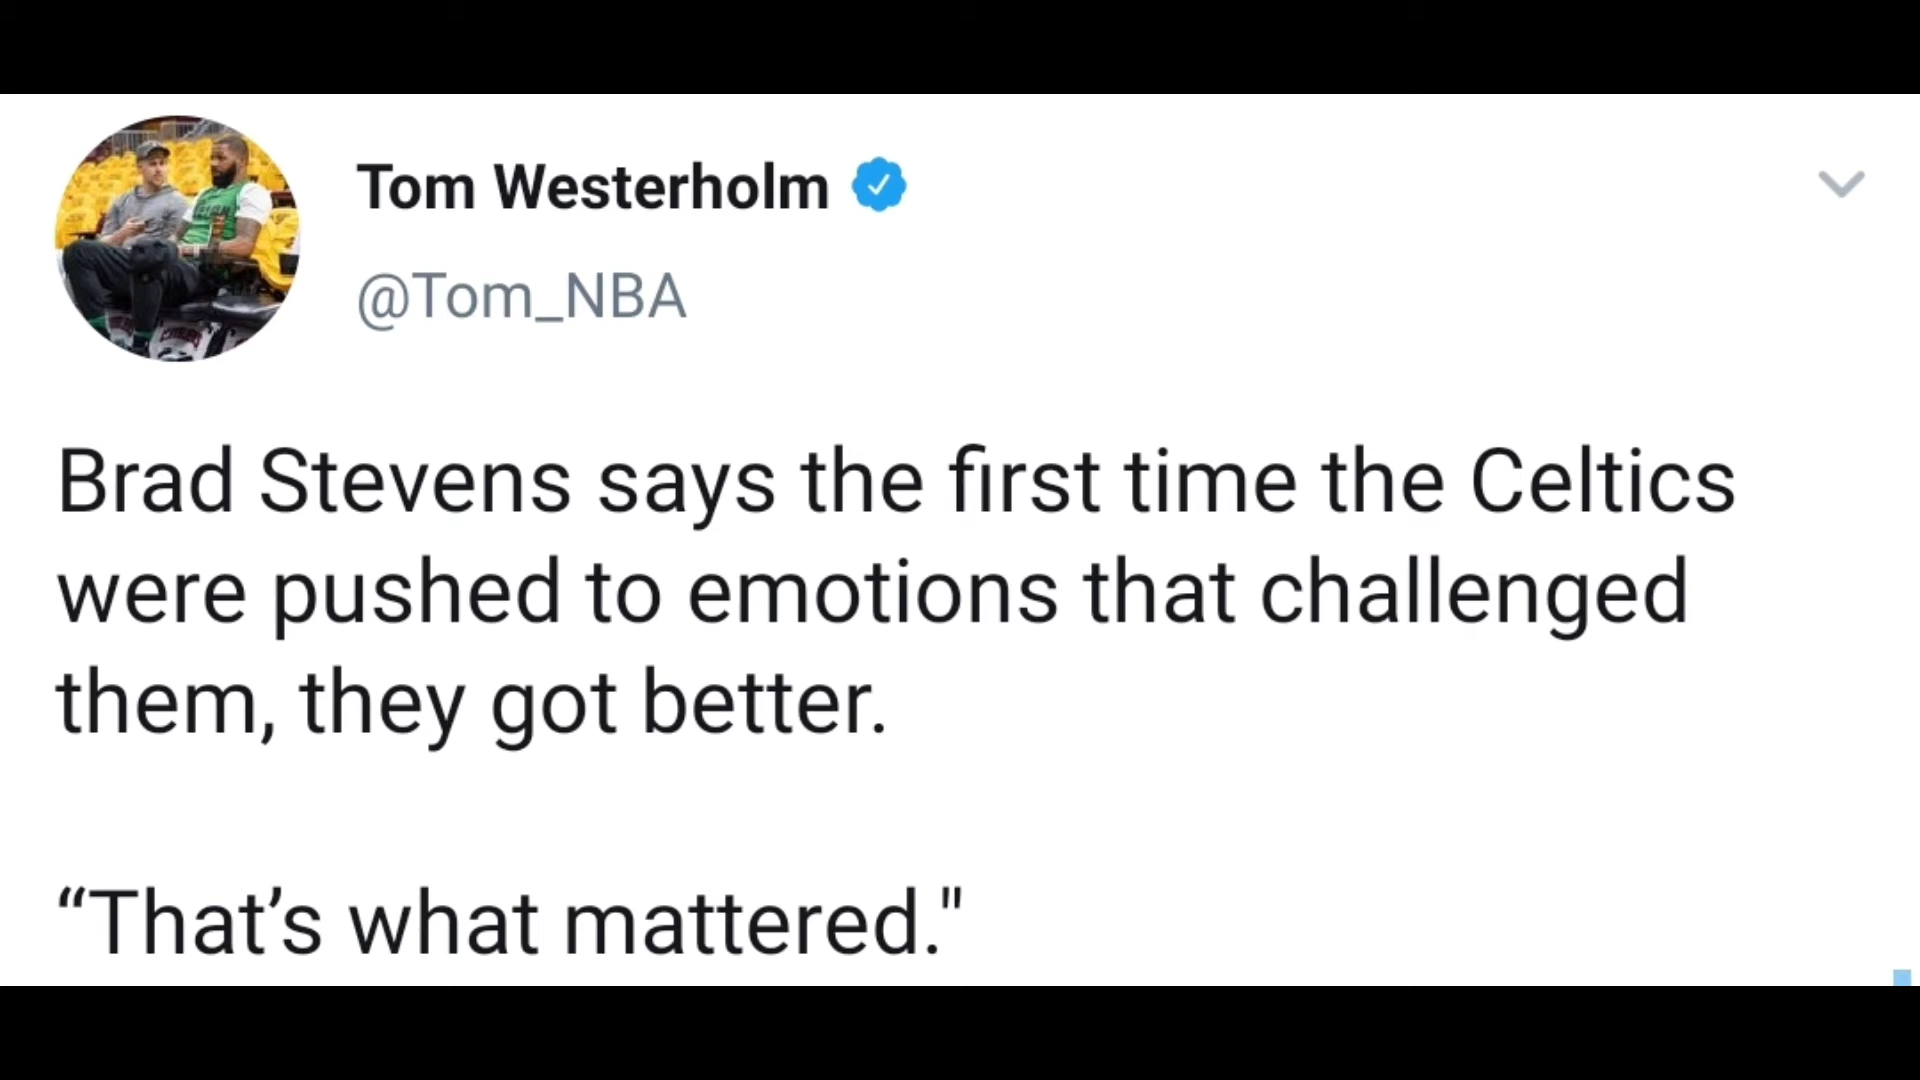 Tom Westerholm
@Tom_NBA
Brad Stevens says the first time the Celtics
were pushed to emotions that challenged
them, they got better.
“That’s what mattered."